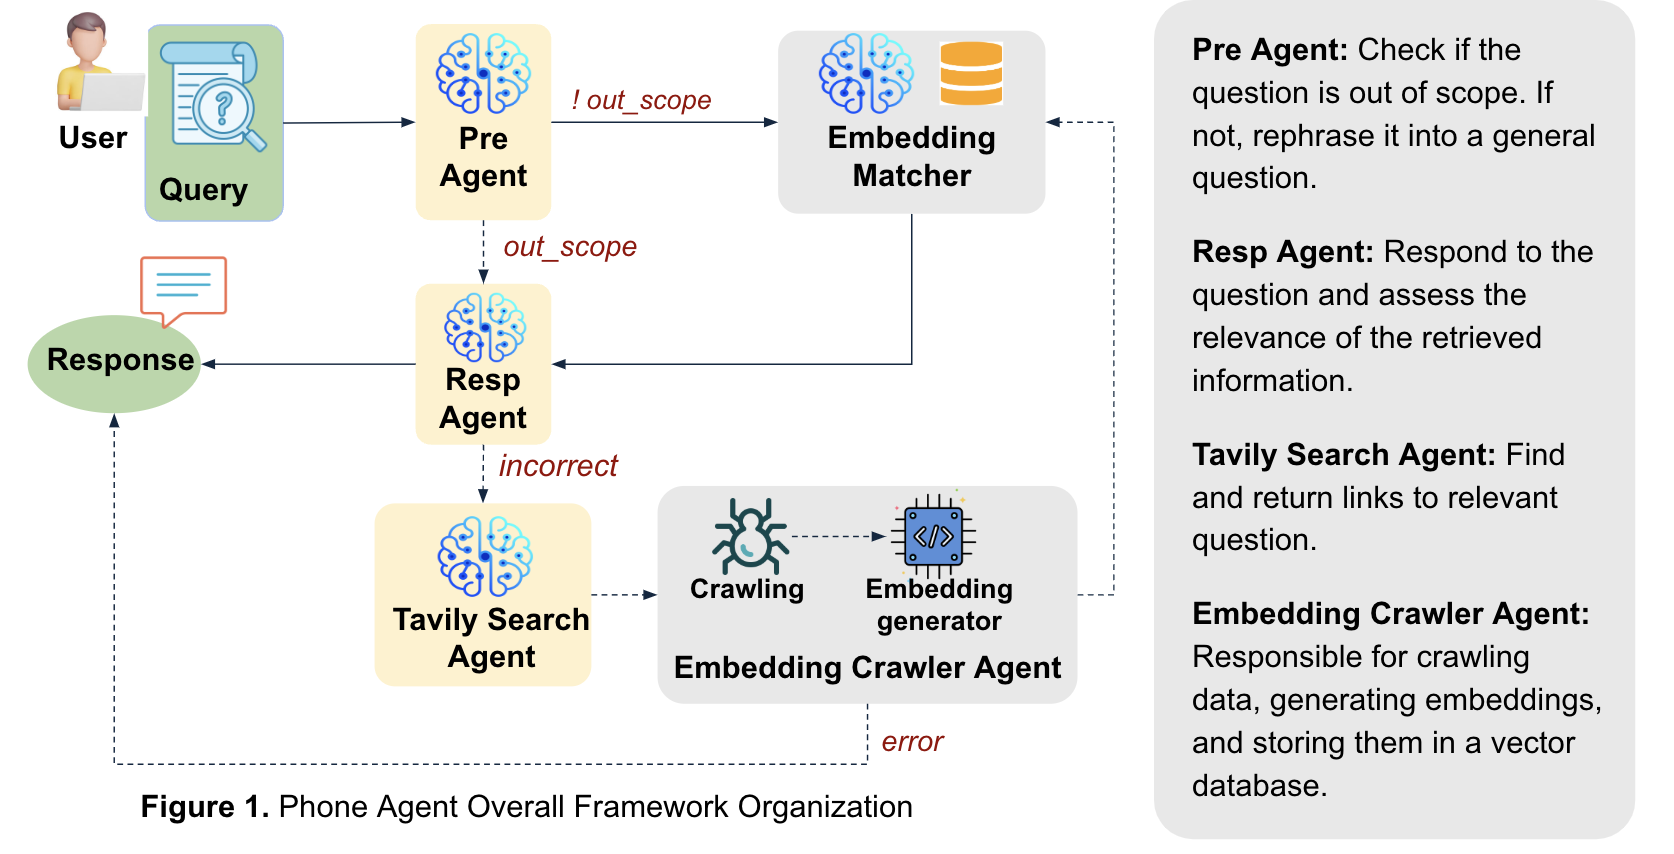 User
?
Query
Pre
Agent
! out_scope
Embedding
Matcher
out_scope
Response
Resp
Agent
incorrect
Tavily Search
Agent
Crawling
</>
Embedding
generator
Embedding Crawler Agent
error
Figure 1. Phone Agent Overall Framework Organization
Pre Agent: Check if the
question is out of scope. If
not, rephrase it into a general
question.
Resp Agent: Respond to the
question and assess the
relevance of the retrieved
information.
Tavily Search Agent: Find
and return links to relevant
question.
Embedding Crawler Agent:
Responsible for crawling
data, generating embeddings,
and storing them in a vector
database.